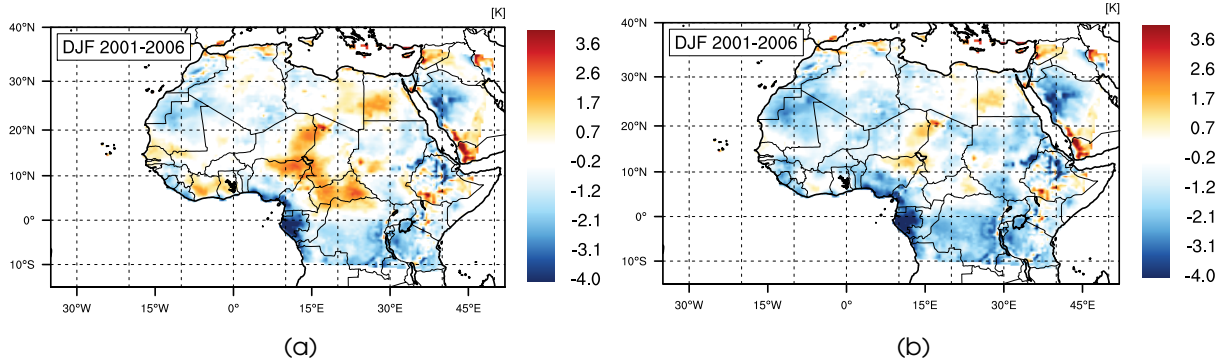 [K]
40°N
DJF 2001-2006
30°N
20°N
10°N
0°
10°S
30°W
15°W
0°
15°E
30°E
45°E
3.6
2.6
1.7
0.7
-0.2
-1.2
-2.1
-3.1
-4.0
(a)
[K]
40°N
DJF 2001-2006
30°N
20°N
10°N
0°
10°S
30°W
15°W
0°
15°E
30°E
45°E
3.6
2.6
1.7
0.7
-0.2
-1.2
-2.1
-3.1
-4.0
(b)